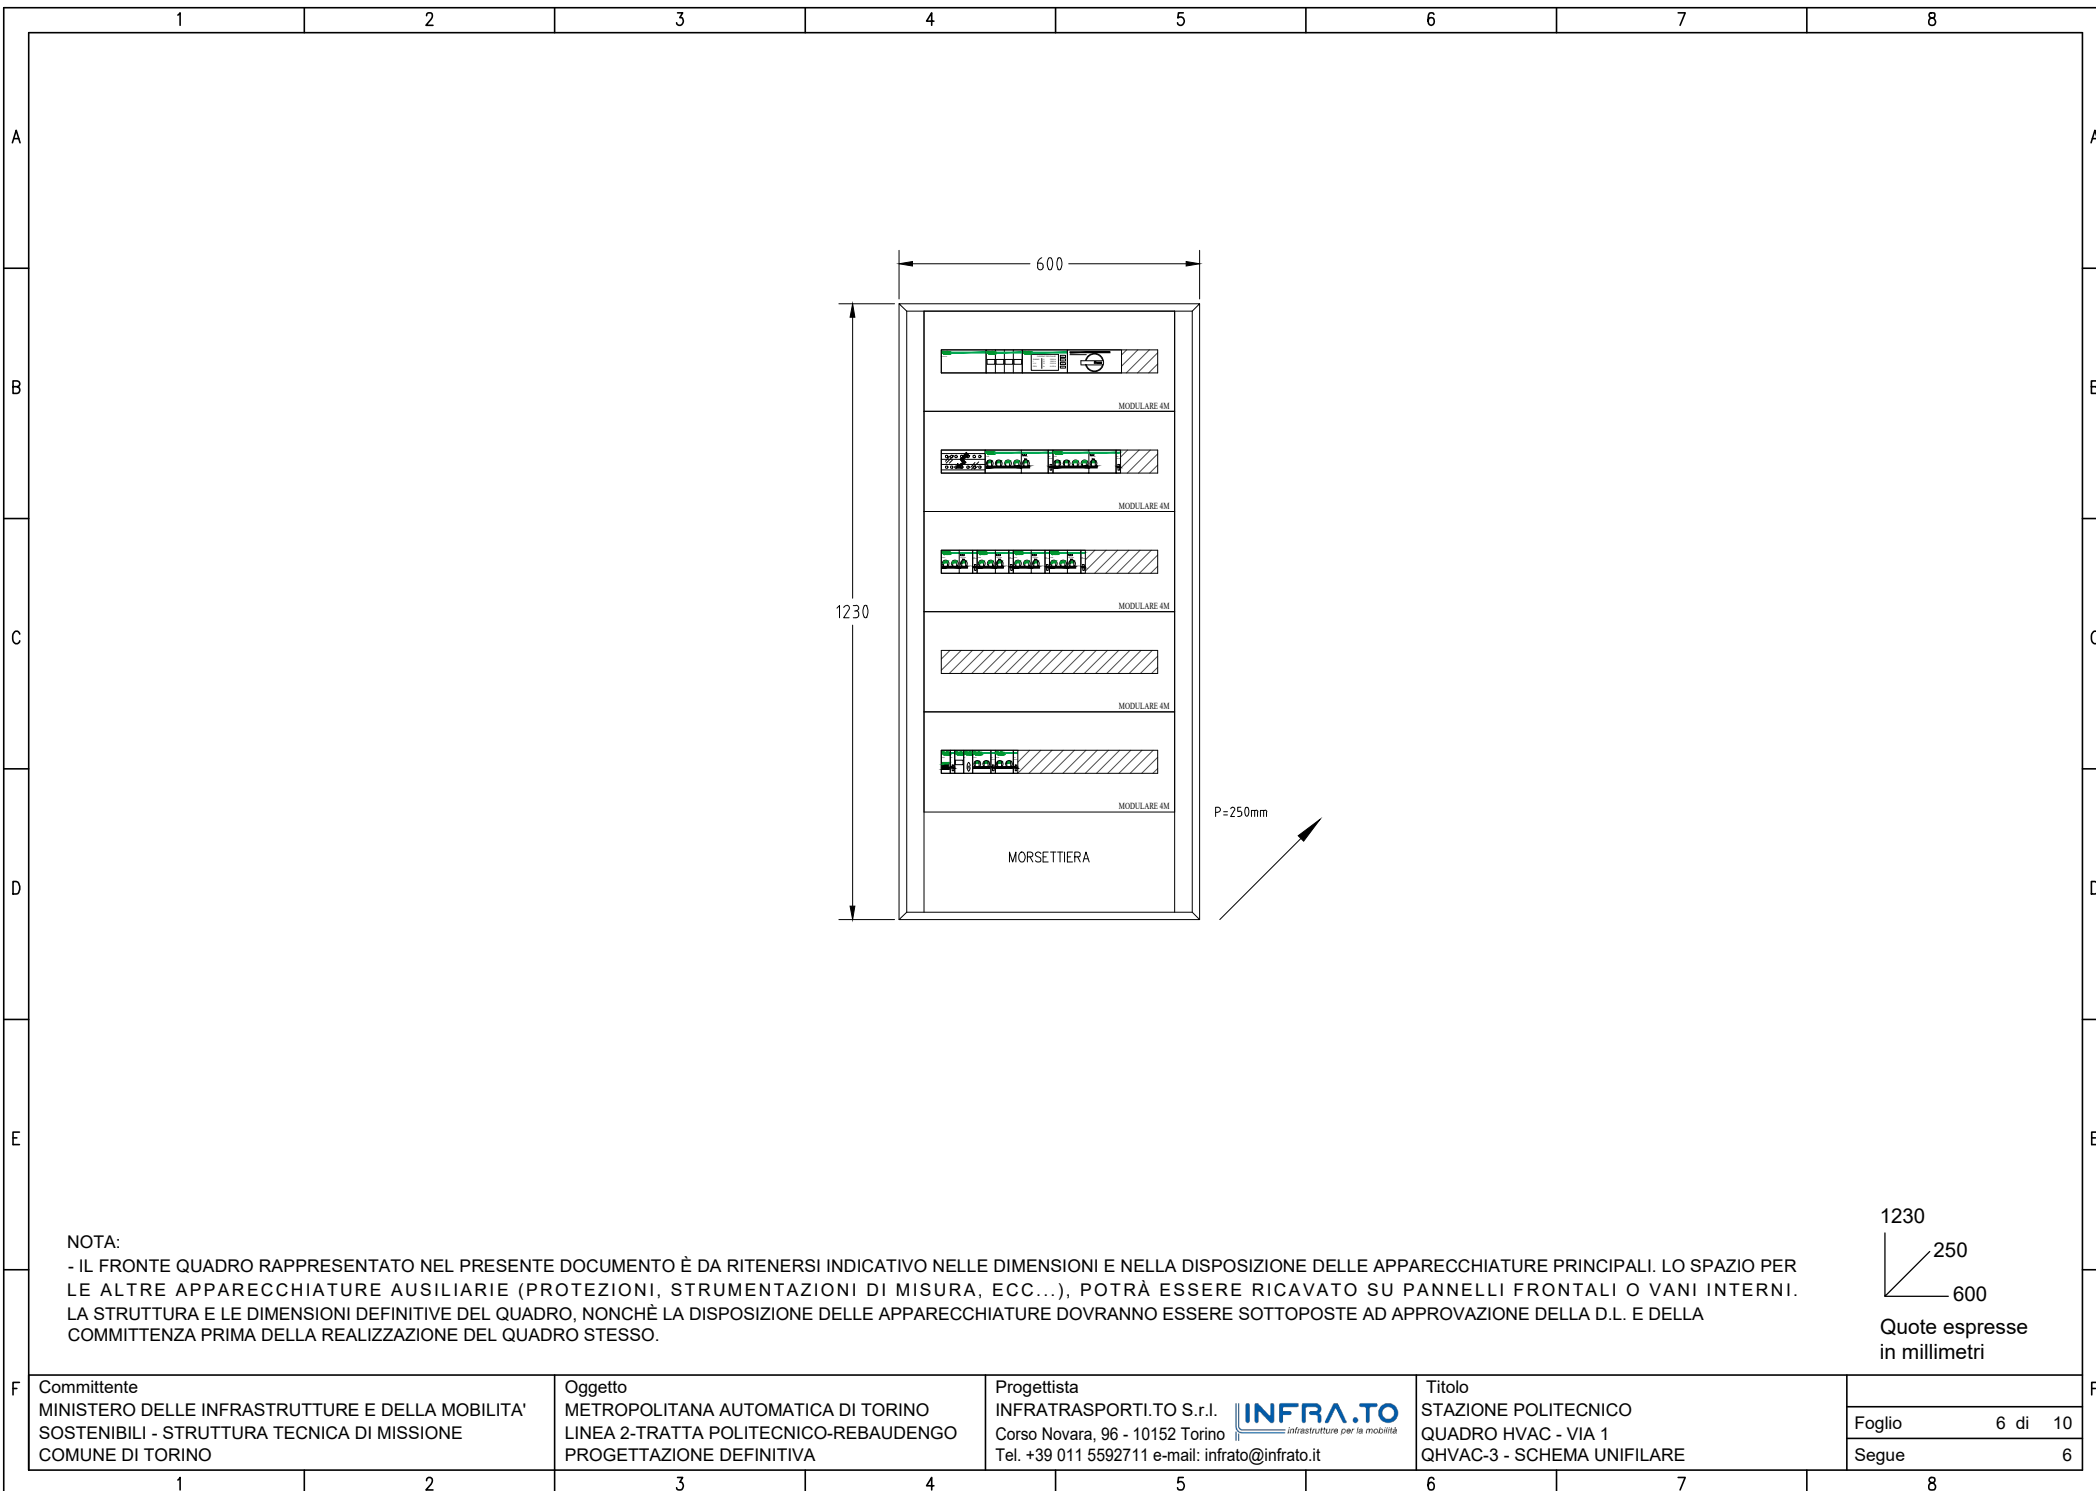 1 2 3 4 5 6 7 8
A A
600
B
MODULARE 4M
MODULARE 4M
C
MODULARE 4M
1230
MODULARE 4M
MODULARE 4M
P=250mm
MORSETTIERA
D
E
1230
250
600
Quote espresse
in millimetri
NOTA:
- IL FRONTE QUADRO RAPPRESENTATO NEL PRESENTE DOCUMENTO È DA RITENERSI INDICATIVO NELLE DIMENSIONI E NELLA DISPOSIZIONE DELLE APPARECCHIATURE PRINCIPALI. LO SPAZIO PER
LE ALTRE APPARECCHIATURE AUSILIARIE (PROTEZIONI, STRUMENTAZIONI DI MISURA, ECC...), POTRÀ ESSERE RICAVATO SU PANNELLI FRONTALI O VANI INTERNI.
LA STRUTTURA E LE DIMENSIONI DEFINITIVE DEL QUADRO, NONCHÈ LA DISPOSIZIONE DELLE APPARECCHIATURE DOVRANNO ESSERE SOTTOPOSTE AD APPROVAZIONE DELLA D.L. E DELLA
COMMITTENZA PRIMA DELLA REALIZZAZIONE DEL QUADRO STESSO.
F
Committente
MINISTERO DELLE INFRASTRUTTURE E DELLA MOBILITA'
SOSTENIBILI - STRUTTURA TECNICA DI MISSIONE
COMUNE DI TORINO
Oggetto
METROPOLITANA AUTOMATICA DI TORINO
LINEA 2-TRATTA POLITECNICO-REBAUDENGO
PROGETTAZIONE DEFINITIVA
Progettista
INFRATRASPORTI.TO S.r.l.
Corso Novara, 96 - 10152 Torino
Tel. +39 011 5592711 e-mail: infrato@infrato.it
INFRA.TO
infrastrutture per la mobilità
Titolo
STAZIONE POLITECNICO
QUADRO HVAC - VIA 1
QHVAC-3 - SCHEMA UNIFILARE
Foglio 6 di 10
Segue 6
1 2 3 4 5 6 7 8